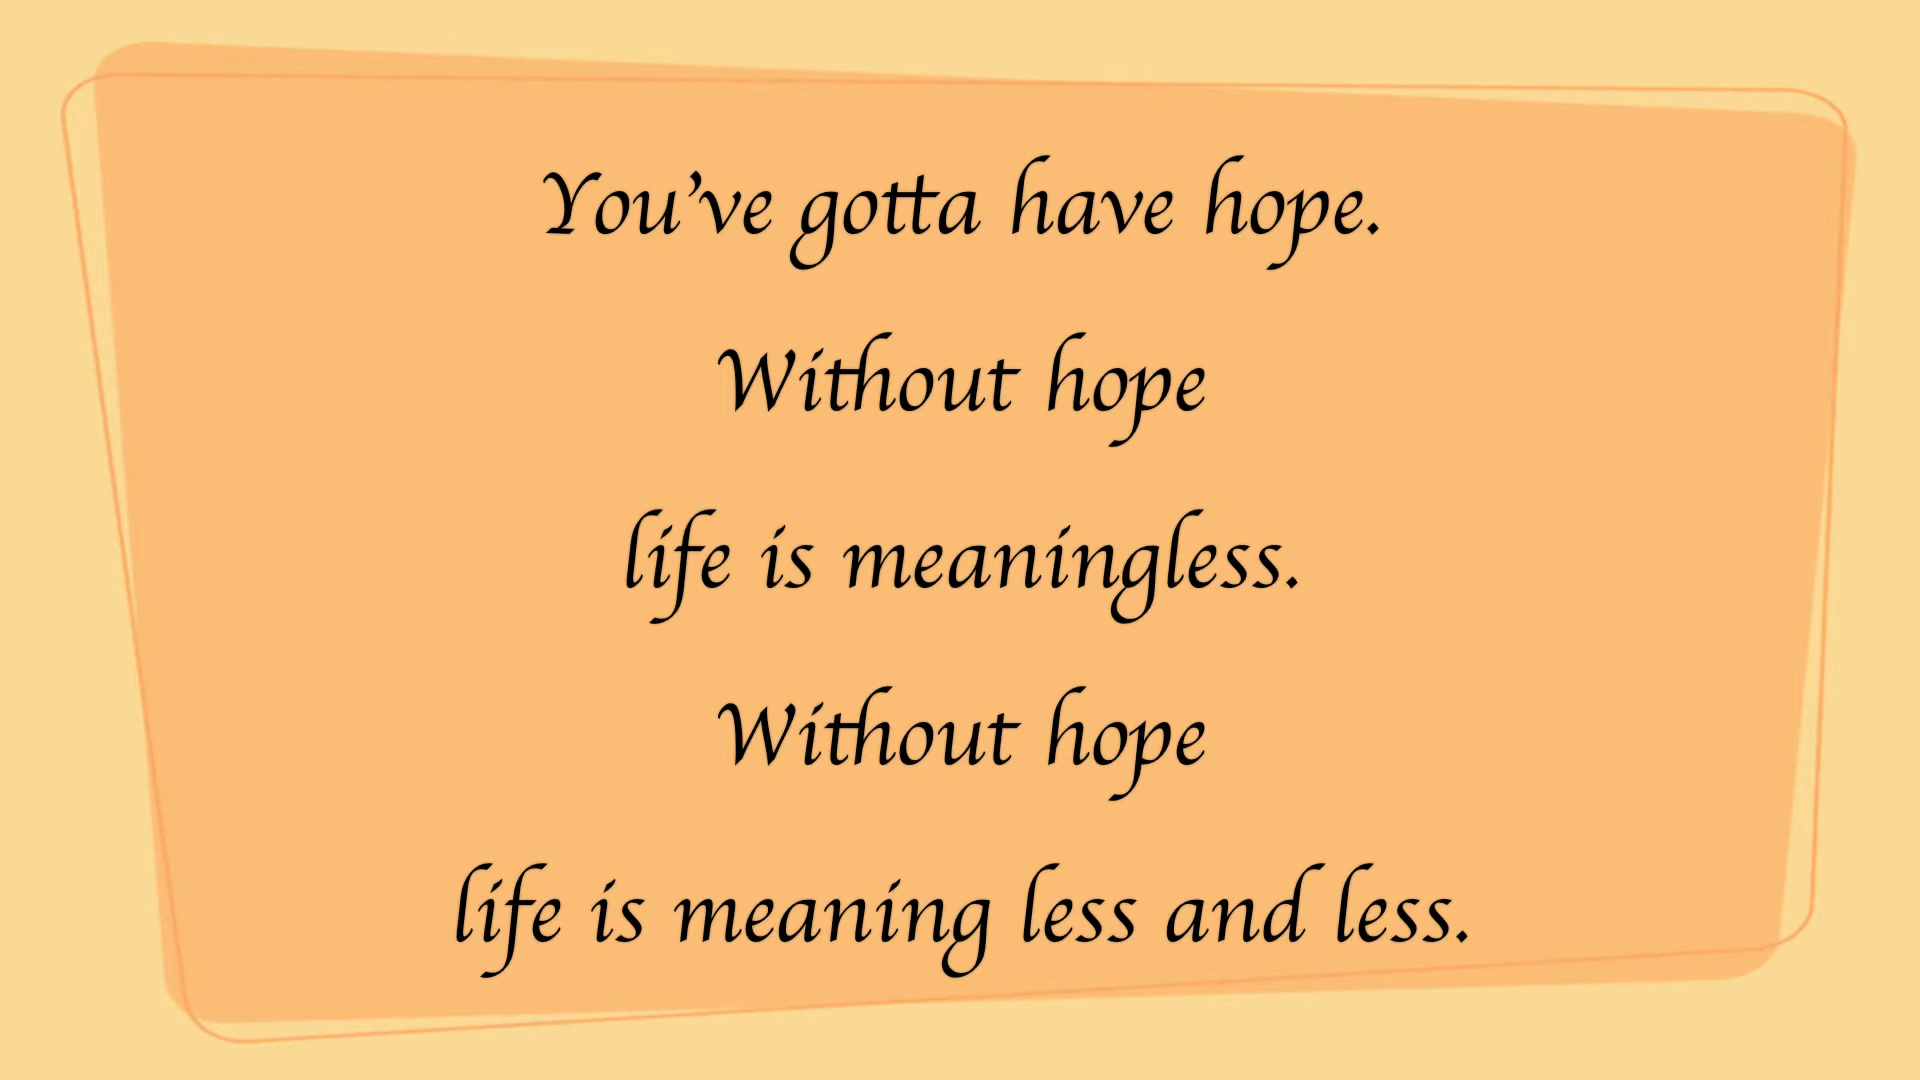 You’ve gotta have hope.
Without hope
life is meaningless.
Without hope
life is meaning less and less.